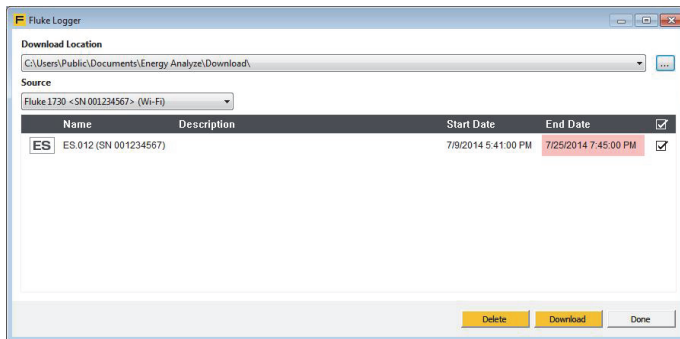 Fluke Logger
Download Location
C:\Users\Public\Documents\Energy Analyze\Download\
...
Source
Fluke 1730 <SN 001234567> (Wi-Fi)
Name Description Start Date End Date
ES ES.012 (SN 001234567) 7/9/2014 5:41:00 PM 7/25/2014 7:45:00 PM
Delete Download Done